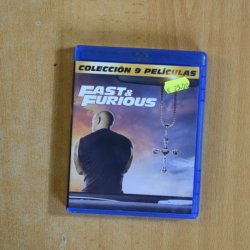 COLECCIÓN 9 PELÍCULAS
FAST &
FURIOUS